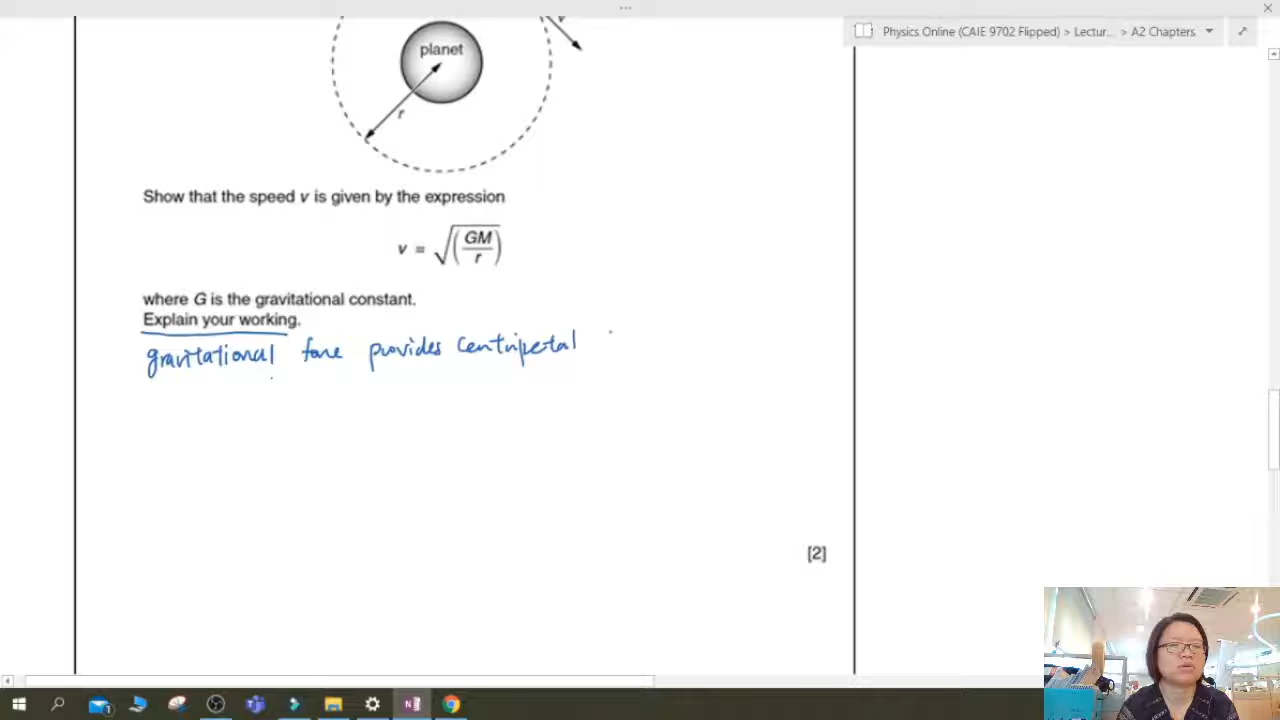 Physics Online (CAIE 9702 Flipped) > Lectur... > A2 Chapters
planet
r
Show that the speed v is given by the expression
v = √(GM/r)
where G is the gravitational constant.
Explain your working.
gravitational force provides centripetal
[2]